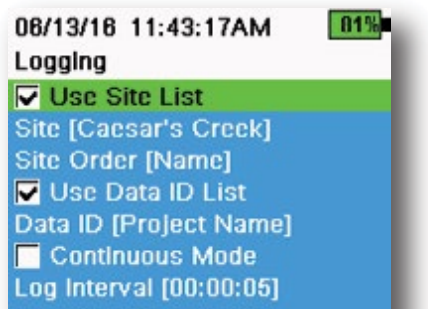 06/13/16 11:43:17AM 81%
Logging
Use Site List
Site [Caesar's Creek]
Site Order [Name]
Use Data ID List
Data ID [Project Name]
Continuous Mode
Log Interval [00:00:05]